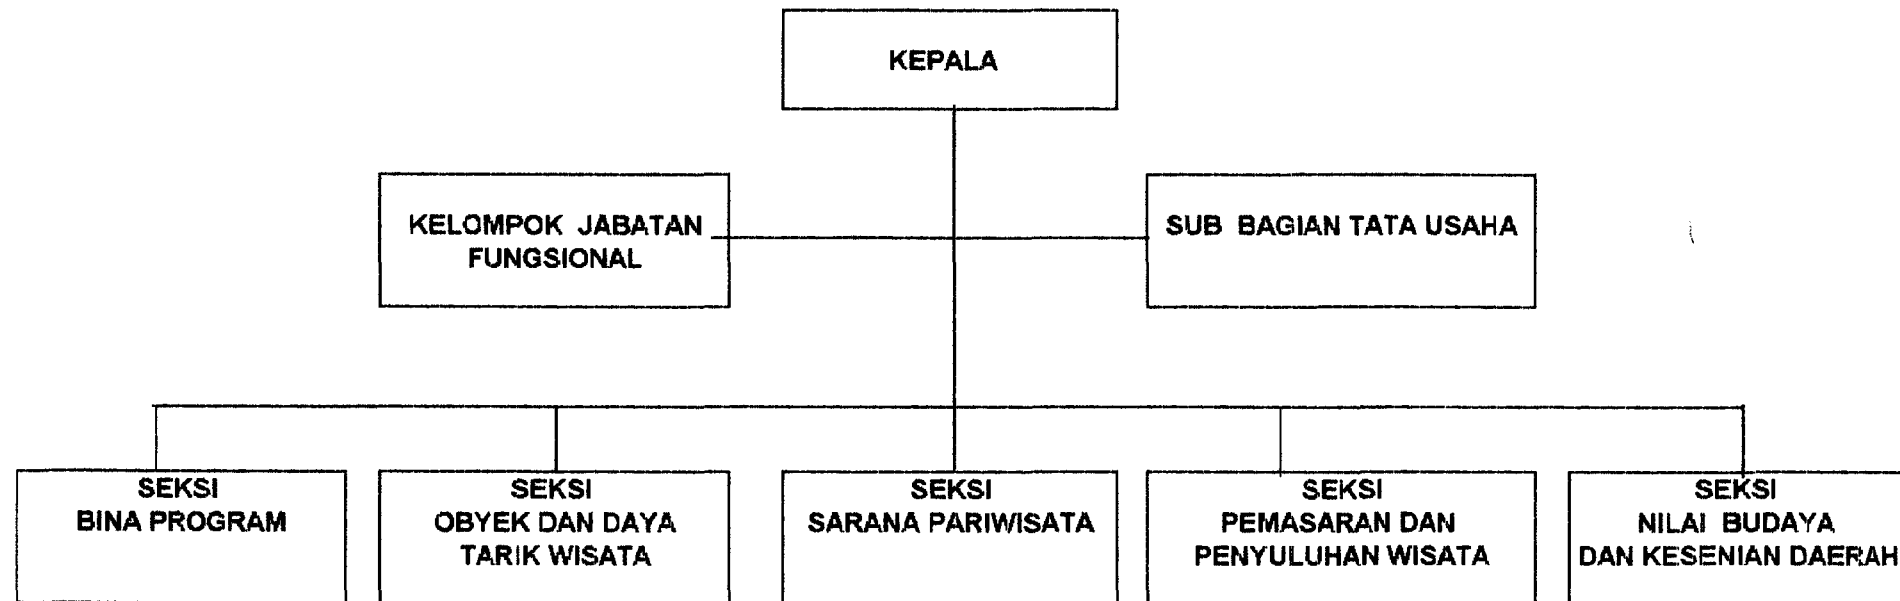 KEPALA
KELOMPOK JABATAN
FUNGSIONAL
SUB BAGIAN TATA USAHA
SEKSI
BINA PROGRAM
SEKSI
OBYEK DAN DAYA
TARIK WISATA
SEKSI
SARANA PARIWISATA
SEKSI
PEMASARAN DAN
PENYULUHAN WISATA
SEKSI
NILAI BUDAYA
DAN KESENIAN DAERAH